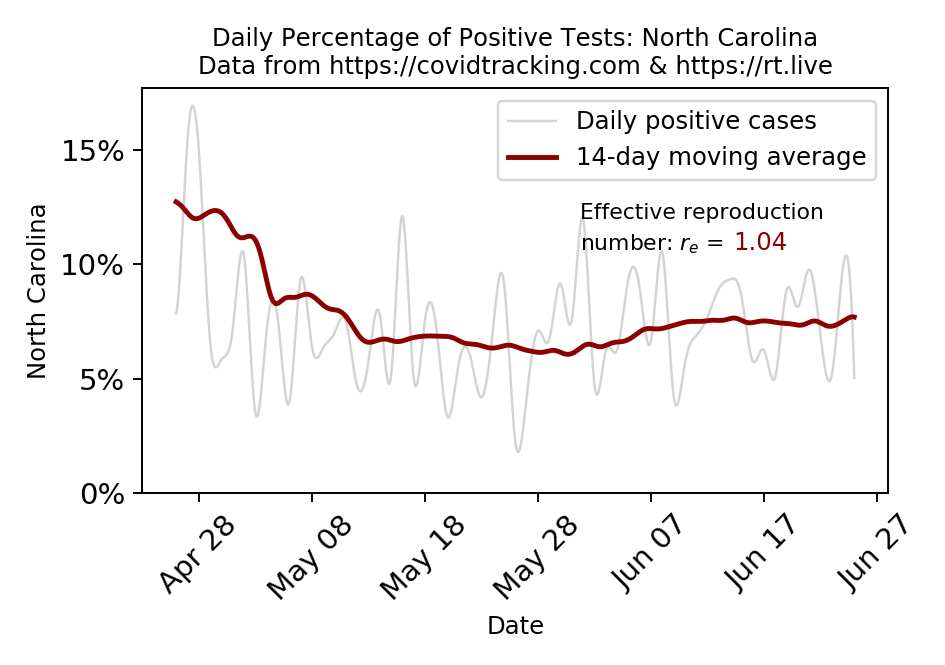 Daily Percentage of Positive Tests: North Carolina
Data from https://covidtracking.com & https://rt.live
Daily positive cases
14-day moving average
Effective reproduction
number: rₑ = 1.04
North Carolina
15%
10%
5%
0%
Apr 28
May 08
May 18
May 28
Jun 07
Jun 17
Jun 27
Date